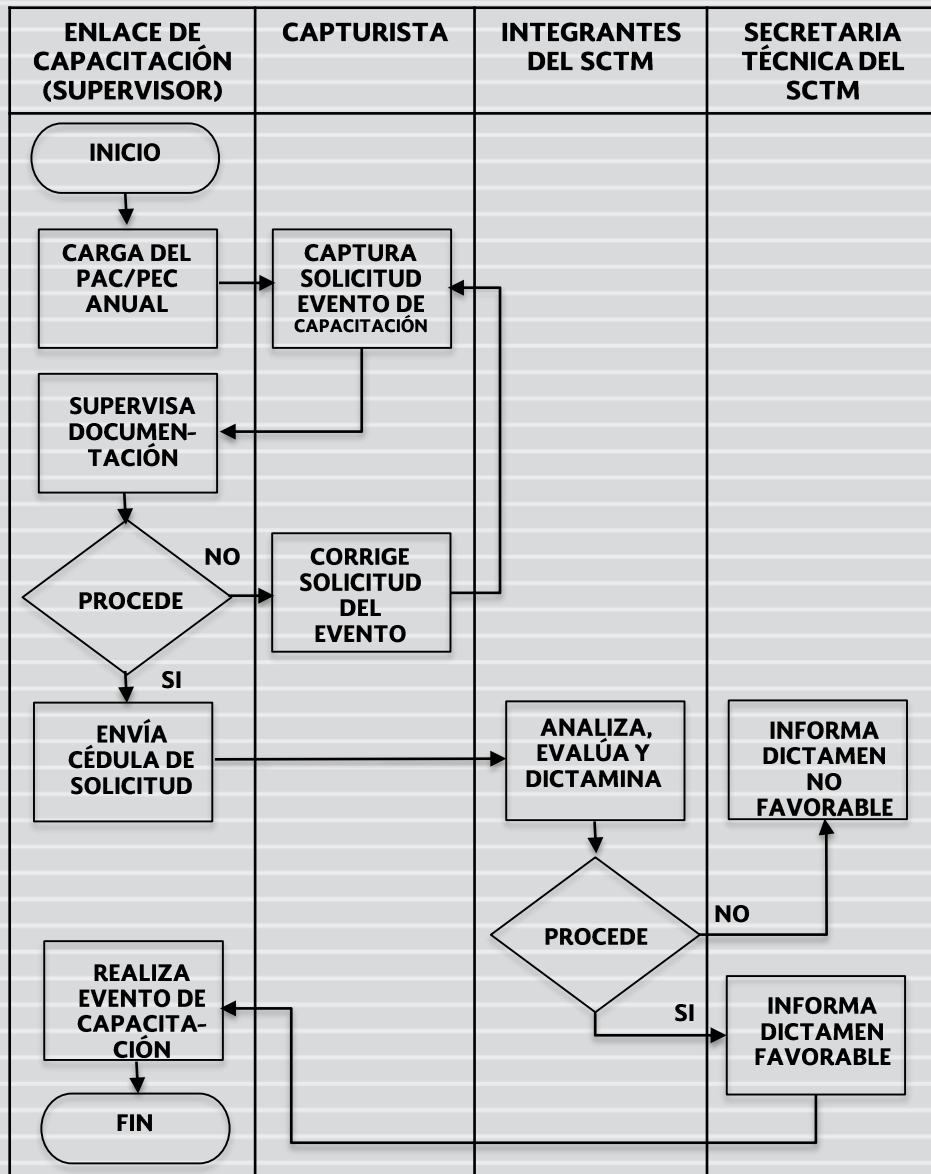 ENLACE DE
CAPACITACIÓN
(SUPERVISOR)
CAPTURISTA
INTEGRANTES
DEL SCTM
SECRETARIA
TÉCNICA DEL
SCTM
INICIO
CARGA DEL
PAC/PEC
ANUAL
CAPTURA
SOLICITUD
EVENTO DE
CAPACITACIÓN
SUPERVISA
DOCUMEN-
TACIÓN
PROCEDE
NO
CORRIGE
SOLICITUD
DEL
EVENTO
SI
ENVÍA
CÉDULA DE
SOLICITUD
ANALIZA,
EVALÚA Y
DICTAMINA
INFORMA
DICTAMEN
NO
FAVORABLE
PROCEDE
NO
SI
INFORMA
DICTAMEN
FAVORABLE
REALIZA
EVENTO DE
CAPACITA-
CIÓN
FIN